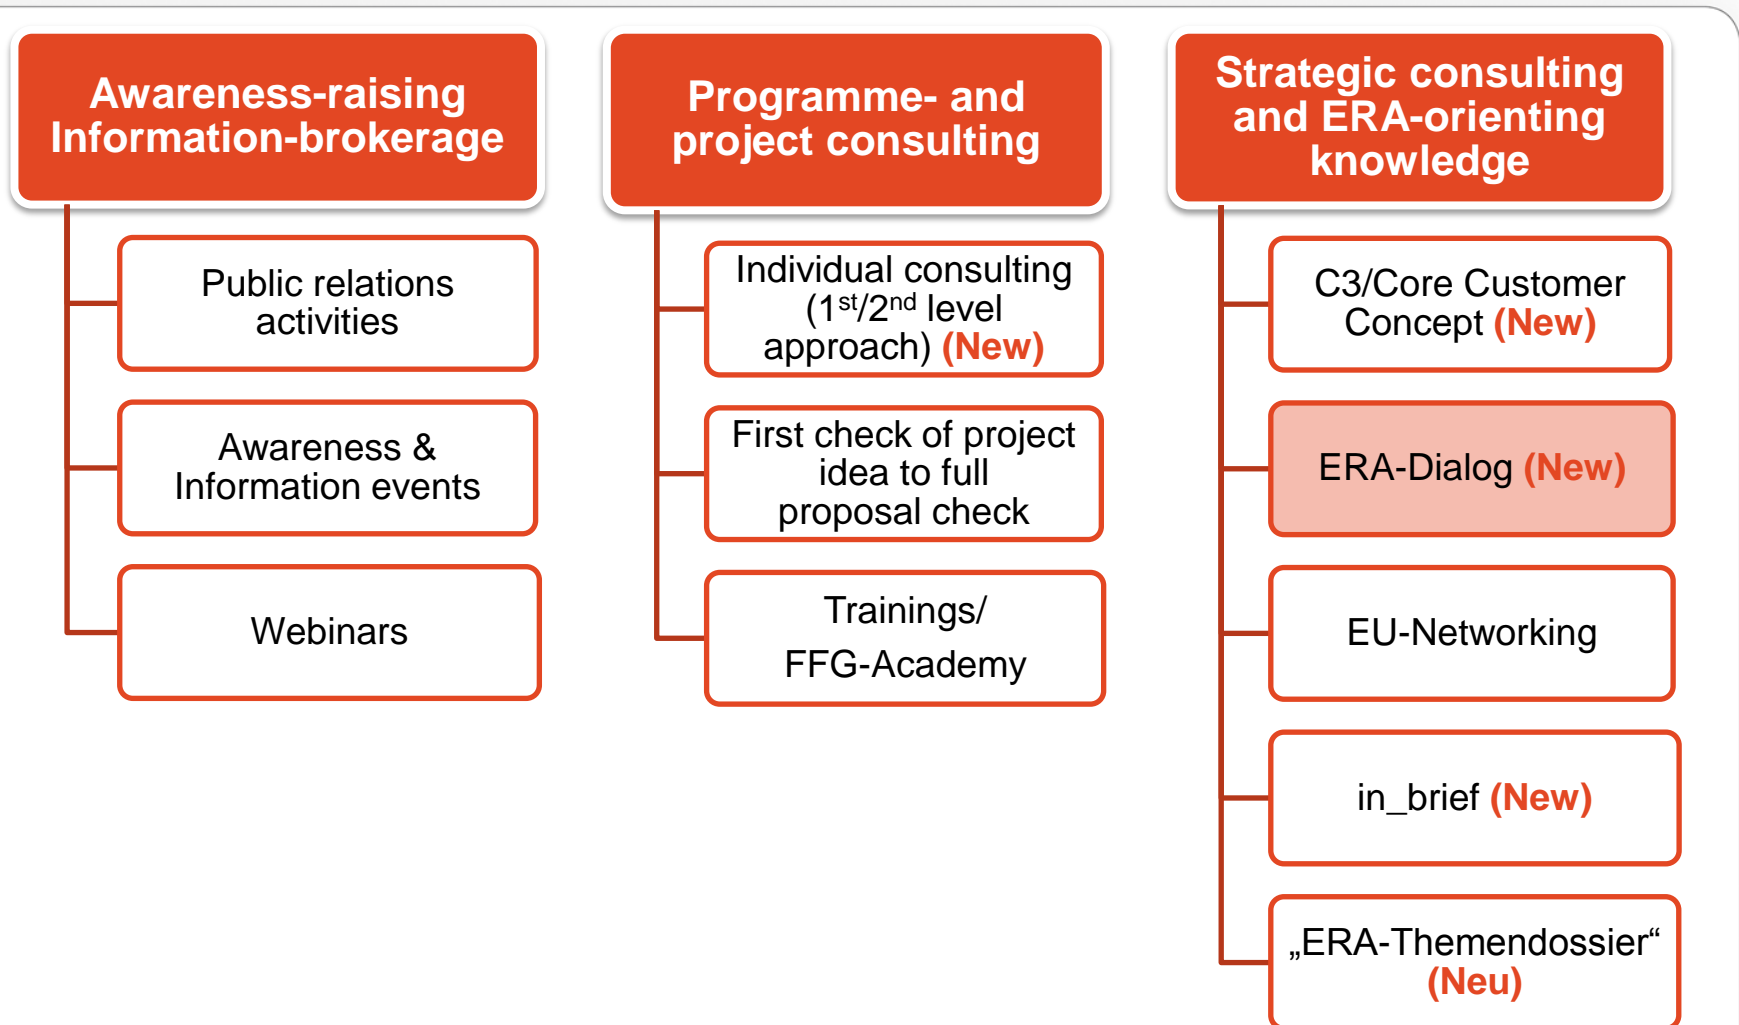 Awareness-raising
Information-brokerage
Public relations
activities
Awareness &
Information events
Webinars
Programme- and
project consulting
Individual consulting
(1st/2nd level
approach) (New)
First check of project
idea to full
proposal check
Trainings/
FFG-Academy
Strategic consulting
and ERA-orienting
knowledge
C3/Core Customer
Concept (New)
ERA-Dialog (New)
EU-Networking
in_brief (New)
„ERA-Themendossier“
(Neu)